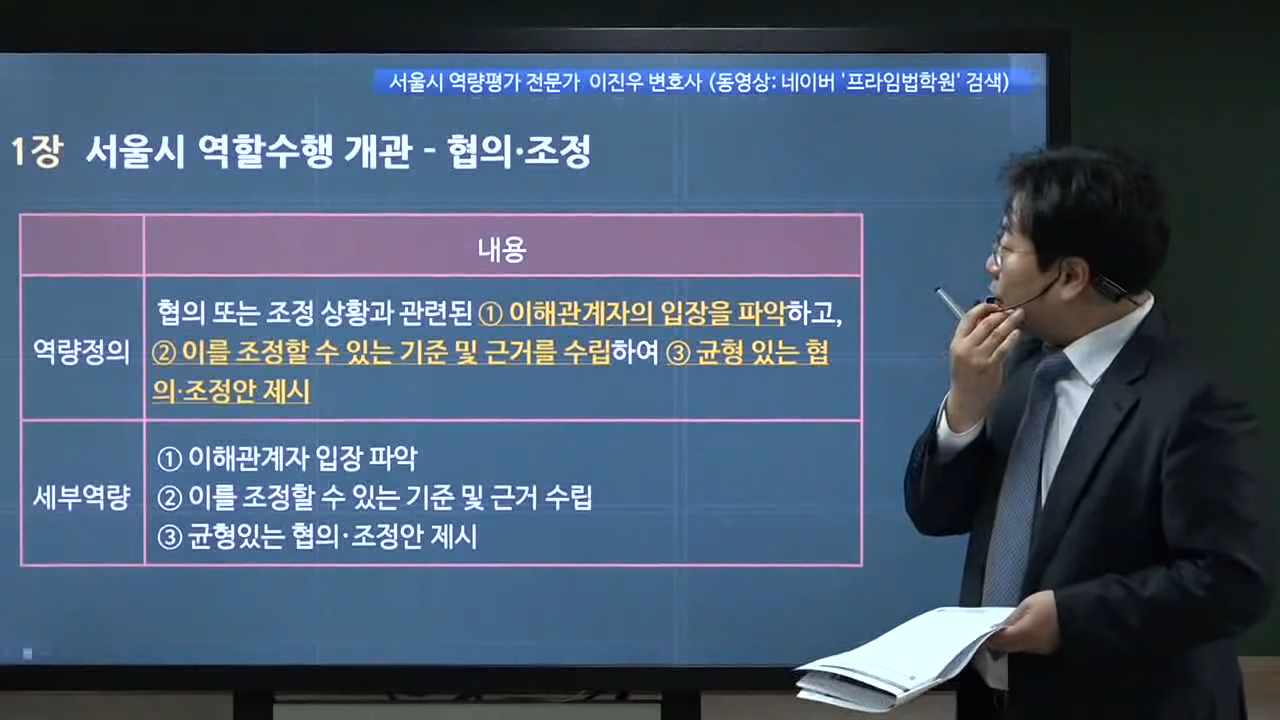 서울시 역량평가 전문가 이진우 변호사 (동영상: 네이버 '프라임법학원' 검색)
1장 서울시 역할수행 개관 - 협의·조정
내용
역량정의
협의 또는 조정 상황과 관련된 ① 이해관계자의 입장을 파악하고,
② 이를 조정할 수 있는 기준 및 근거를 수립하여 ③ 균형 있는 협
의·조정안 제시
세부역량
① 이해관계자 입장 파악
② 이를 조정할 수 있는 기준 및 근거 수립
③ 균형있는 협의·조정안 제시